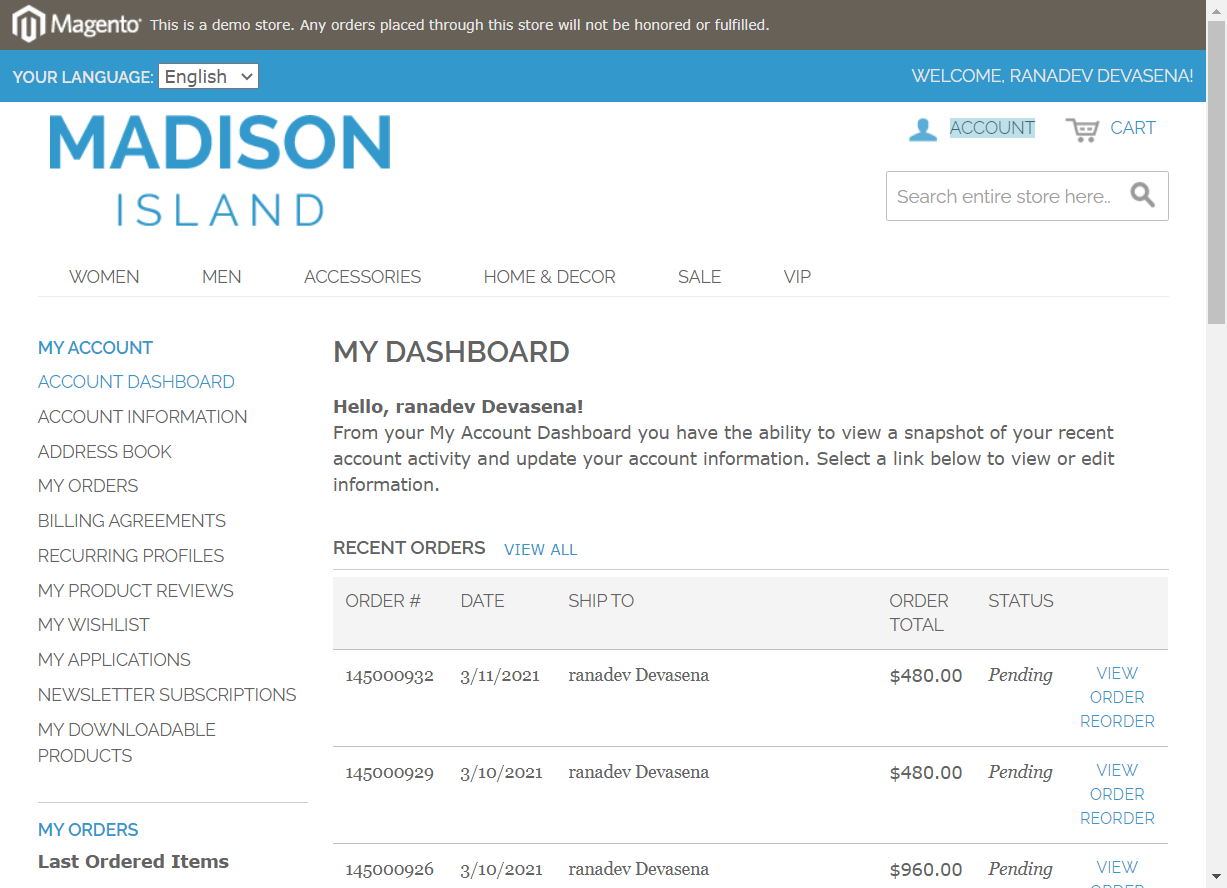 Magento This is a demo store. Any orders placed through this store will not be honored or fulfilled.
YOUR LANGUAGE: English WELCOME, RANADEV DEVASENA!
MADISON
ISLAND
ACCOUNT CART
Search entire store here..
WOMEN MEN ACCESSORIES HOME & DECOR SALE VIP
MY ACCOUNT
ACCOUNT DASHBOARD
ACCOUNT INFORMATION
ADDRESS BOOK
MY ORDERS
BILLING AGREEMENTS
RECURRING PROFILES
MY PRODUCT REVIEWS
MY WISHLIST
MY APPLICATIONS
NEWSLETTER SUBSCRIPTIONS
MY DOWNLOADABLE
PRODUCTS
MY ORDERS
Last Ordered Items
MY DASHBOARD
Hello, ranadev Devasena!
From your My Account Dashboard you have the ability to view a snapshot of your recent
account activity and update your account information. Select a link below to view or edit
information.
RECENT ORDERS VIEW ALL
ORDER # DATE SHIP TO ORDER TOTAL STATUS
145000932 3/11/2021 ranadev Devasena $480.00 Pending VIEW ORDER
REORDER
145000929 3/10/2021 ranadev Devasena $480.00 Pending VIEW ORDER
REORDER
145000926 3/10/2021 ranadev Devasena $960.00 Pending VIEW
ORDER